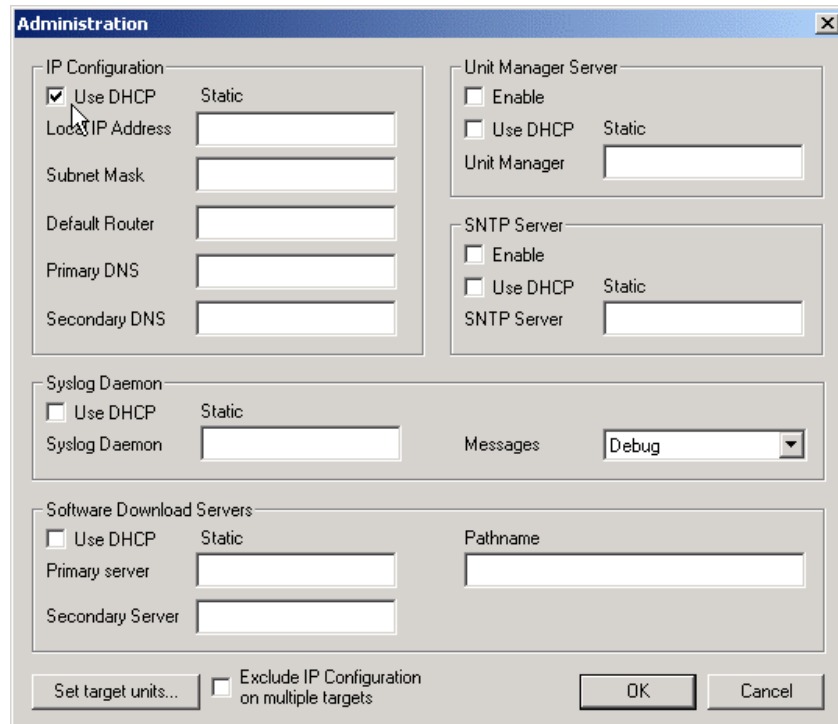 Administration
IP Configuration
Use DHCP Static
Local IP Address
Subnet Mask
Default Router
Primary DNS
Secondary DNS
Unit Manager Server
Enable
Use DHCP Static
Unit Manager
SNTP Server
Enable
Use DHCP Static
SNTP Server
Syslog Daemon
Use DHCP Static
Syslog Daemon
Messages Debug
Software Download Servers
Use DHCP Static
Pathname
Primary server
Secondary Server
Set target units...
Exclude IP Configuration
on multiple targets
OK
Cancel